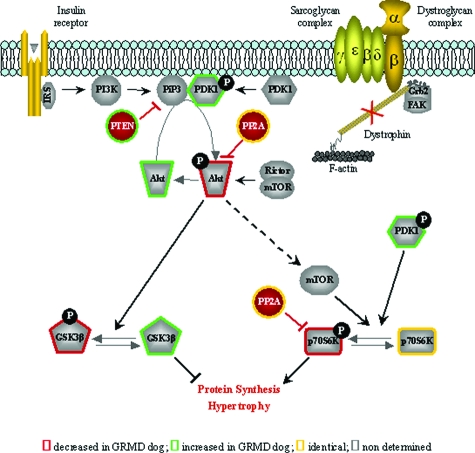 Insulin
receptor
Sarcoglycan
complex
Dystroglycan
complex
α
γ ε β δ
β
IRS
PI3K
PIP3
PDK1
P
PDK1
Grb2
FAK
PTEN
PP2A
Dystrophin
F-actin
P
Akt
Akt
Rictor
mTOR
PDK1
P
mTOR
PP2A
P
GSK3β
GSK3β
P
p70S6K
p70S6K
Protein Synthesis
Hypertrophy
decreased in GRMD dog; increased in GRMD dog; identical; non determined